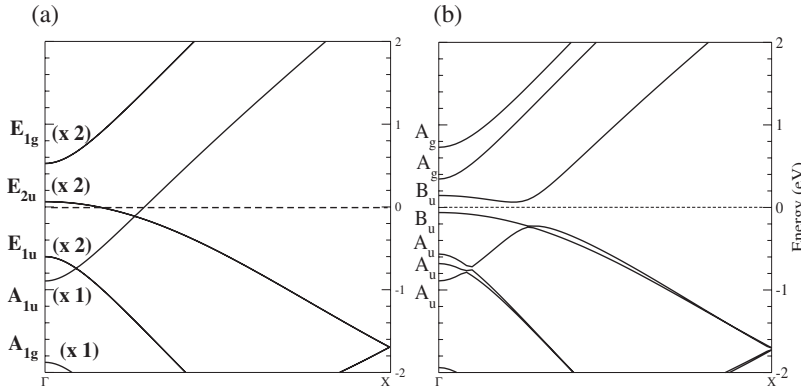 (a)
(b)
2
1
0
-1
-2
E1g (x 2)
E2u (x 2)
E1u (x 2)
A1u (x 1)
A1g (x 1)
Γ
X
Ag
Ag
Bu
Bu
Au
Au
Au
2
1
0
-1
-2
Energy (eV)
Γ
X